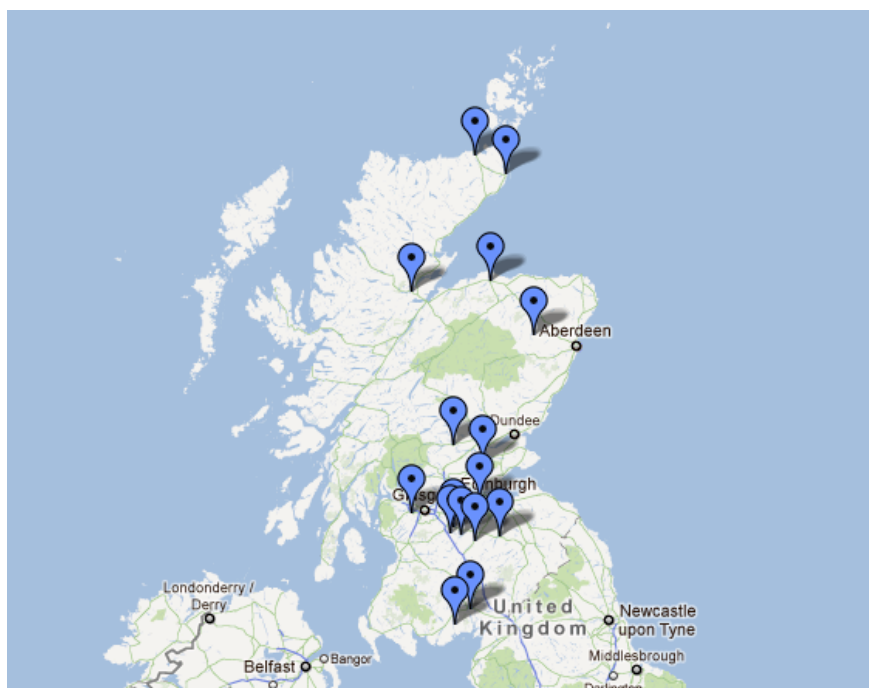 Aberdeen
Dundee
Edinburgh
Londonderry /
Derry
United
Kingdom
Newcastle
upon Tyne
Belfast
Bangor
Middlesbrough